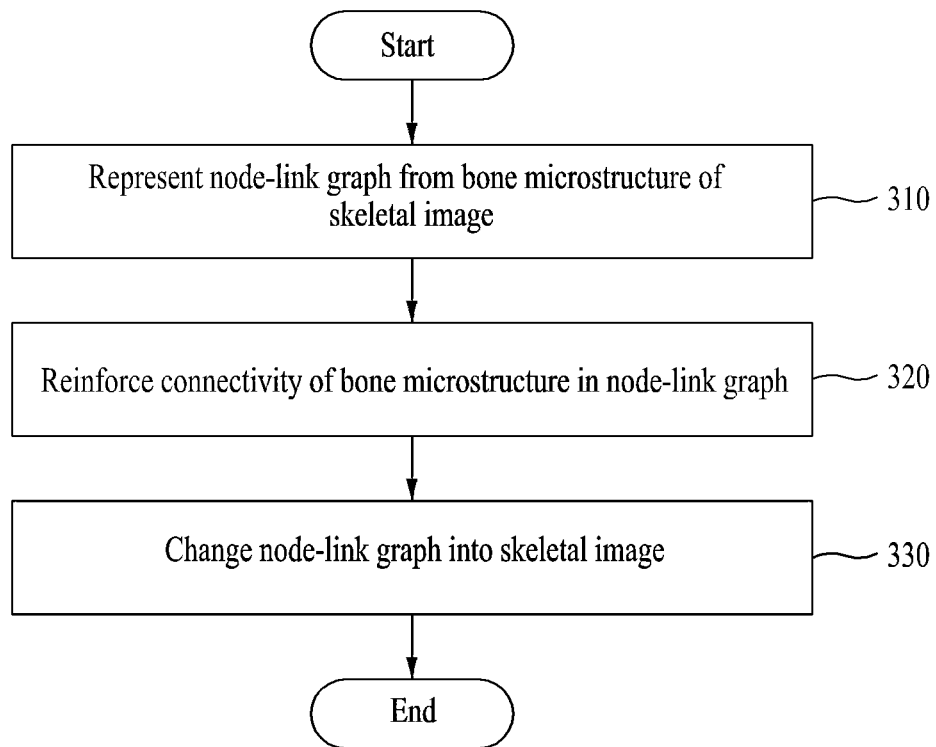 Start
Represent node-link graph from bone microstructure of
skeletal image
310
Reinforce connectivity of bone microstructure in node-link graph
320
Change node-link graph into skeletal image
330
End